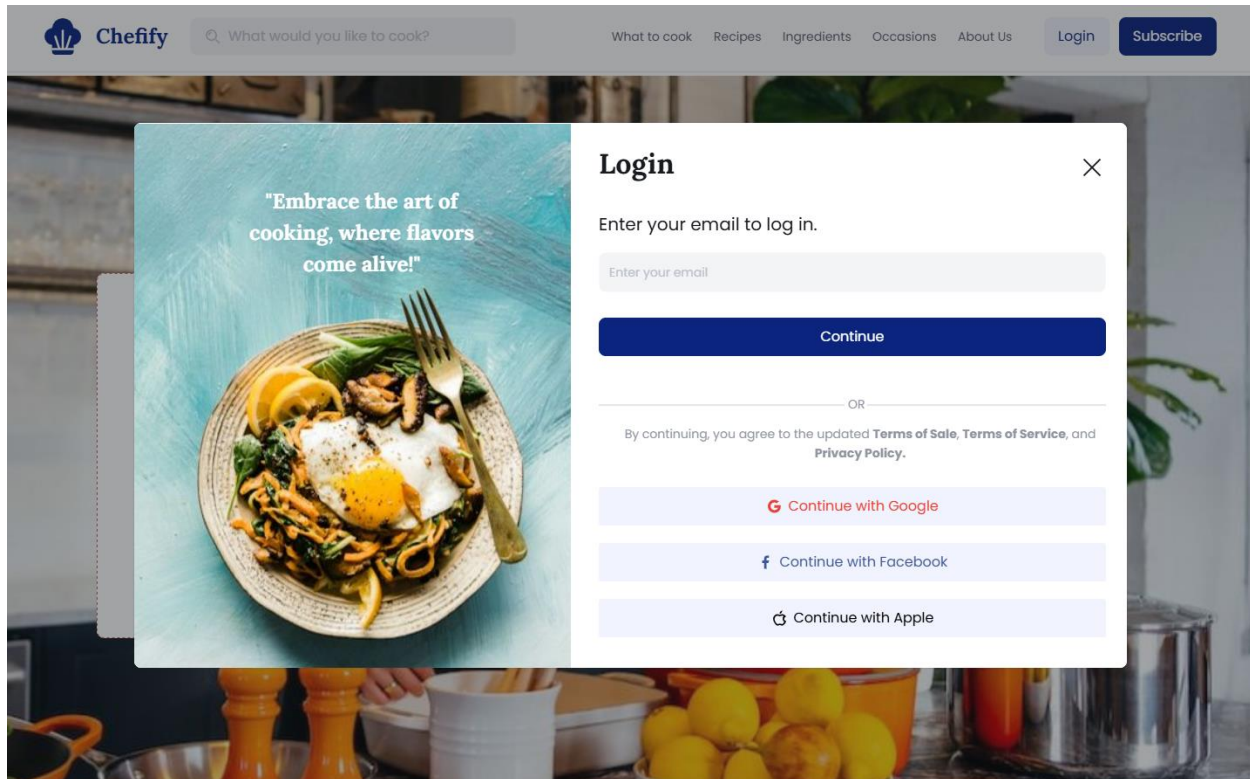 Chefify
What would you like to cook?
What to cook
Recipes
Ingredients
Occasions
About Us
Login
Subscribe
"Embrace the art of
cooking, where flavors
come alive!"
Login
Enter your email to log in.
Enter your email
Continue
OR
By continuing, you agree to the updated Terms of Sale, Terms of Service, and
Privacy Policy.
Continue with Google
Continue with Facebook
Continue with Apple